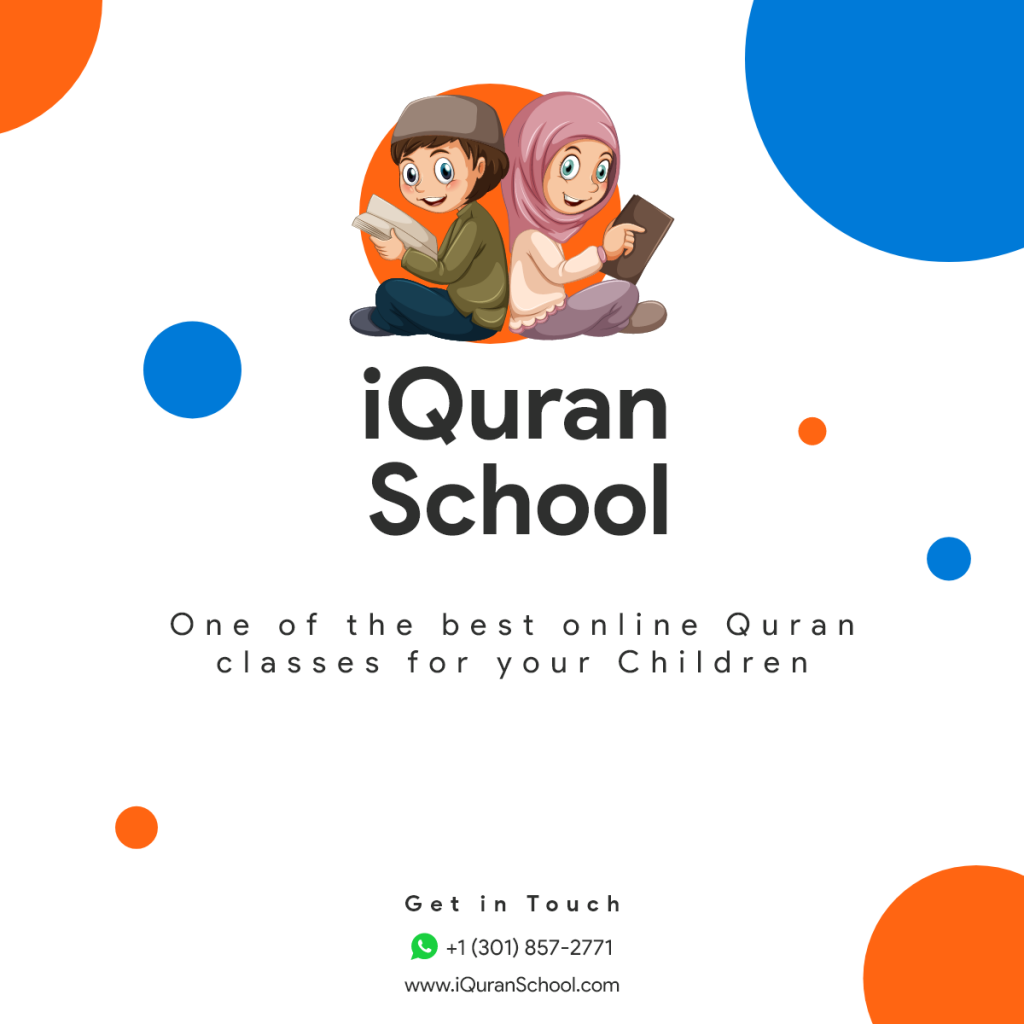 iQuran
School
One of the best online Quran
classes for your Children
Get in Touch
+1 (301) 857-2771
www.iQuranSchool.com